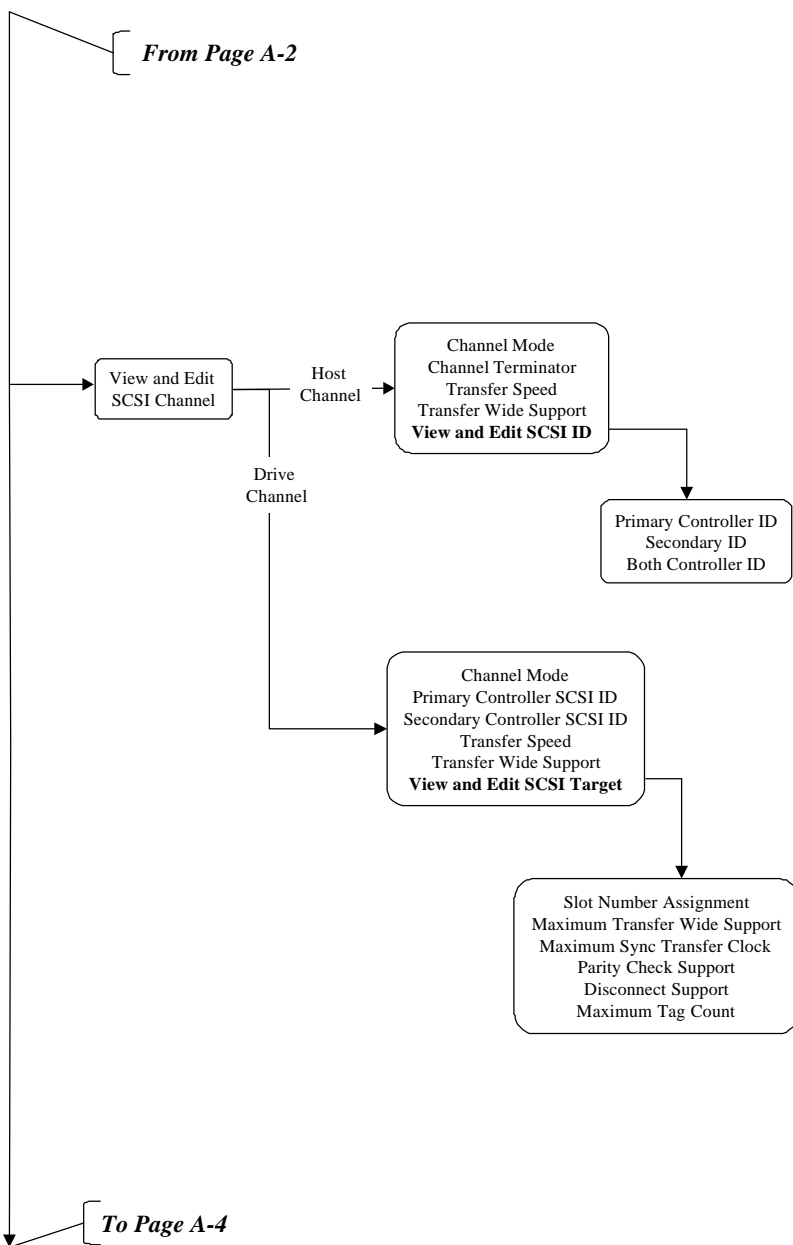 From Page A-2
View and Edit
SCSI Channel
Host
Channel
Channel Mode
Channel Terminator
Transfer Speed
Transfer Wide Support
View and Edit SCSI ID
Primary Controller ID
Secondary ID
Both Controller ID
Drive
Channel
Channel Mode
Primary Controller SCSI ID
Secondary Controller SCSI ID
Transfer Speed
Transfer Wide Support
View and Edit SCSI Target
Slot Number Assignment
Maximum Transfer Wide Support
Maximum Sync Transfer Clock
Parity Check Support
Disconnect Support
Maximum Tag Count
To Page A-4